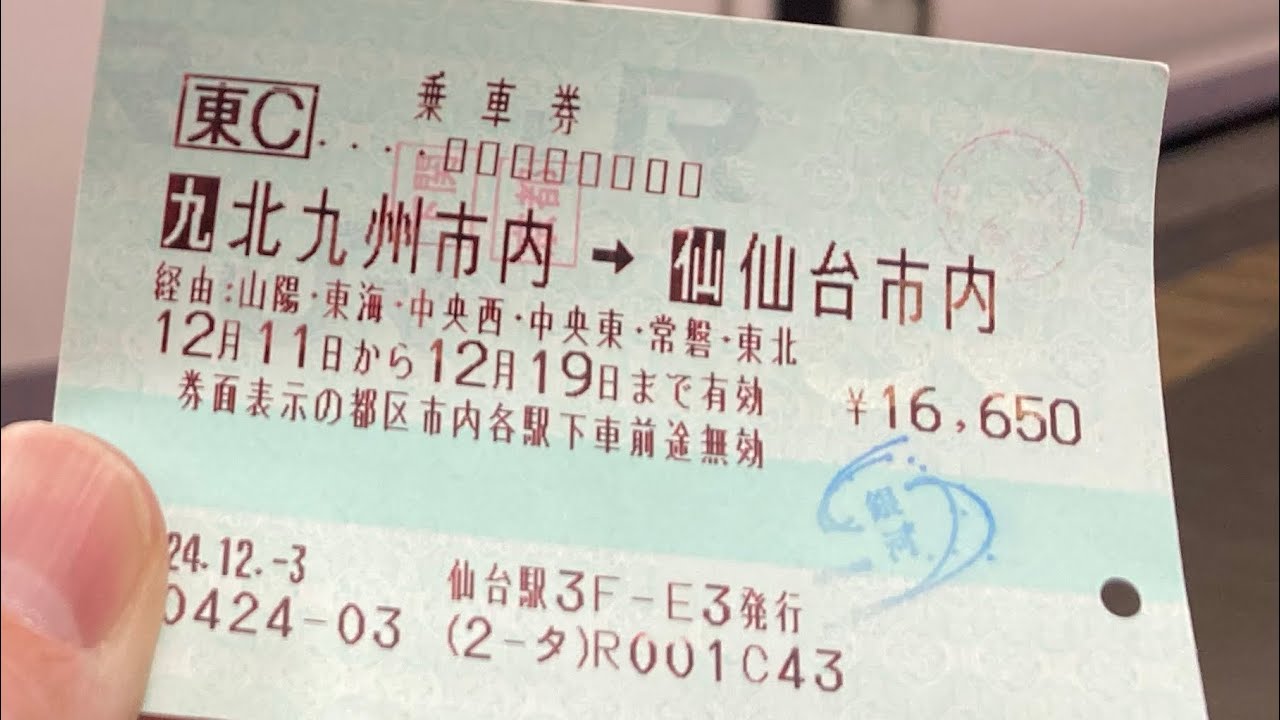 乗車券
東C ....▯▯▯▯▯▯▯▯
九 北九州市内 → 仙 仙台市内
経由:山陽・東海・中央西・中央東・常磐・東北
12月11日から12月19日まで有効 ¥16,650
券面表示の都区市内各駅下車前途無効
銀河
24.12.-3 仙台駅3F-E3発行
0424-03 (2-タ)R001C43